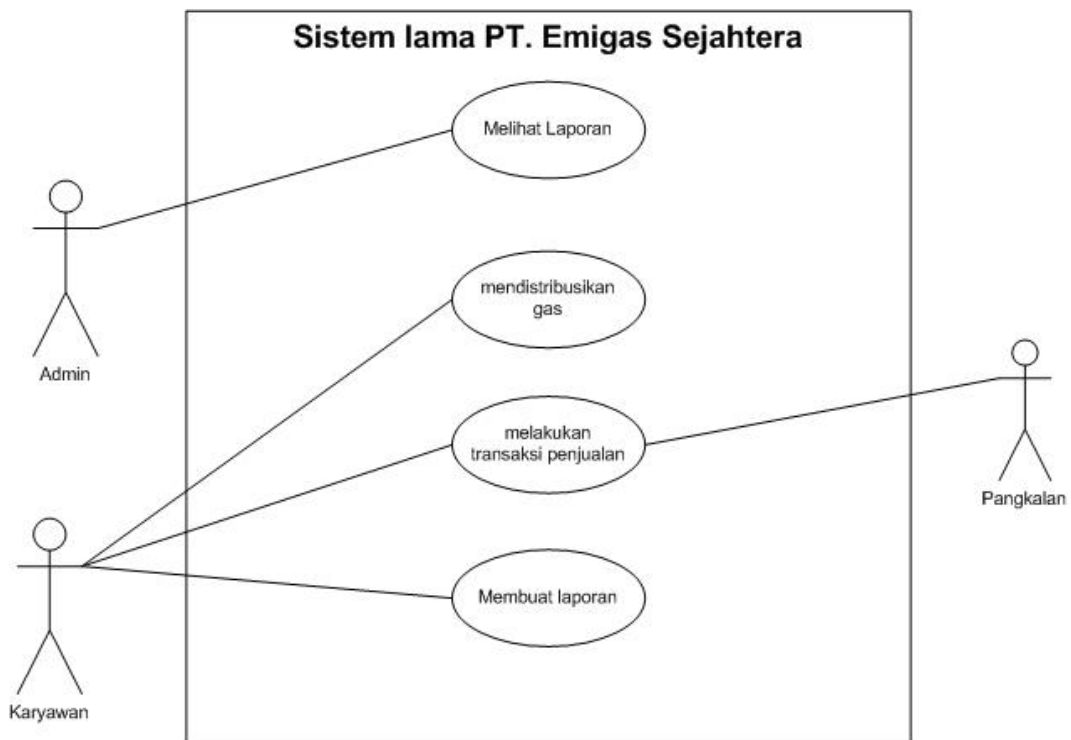 Sistem lama PT. Emigas Sejahtera
Melihat Laporan
mendistribusikan
gas
Admin
melakukan
transaksi penjualan
Pangkalan
Membuat laporan
Karyawan